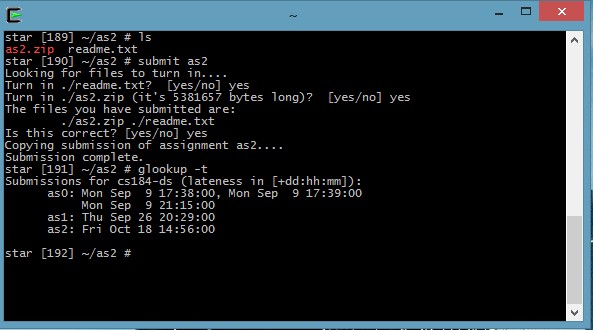 ~
star [189] ~/as2 # ls
as2.zip  readme.txt
star [190] ~/as2 # submit as2
Looking for files to turn in....
Turn in ./readme.txt?  [yes/no] yes
Turn in ./as2.zip (it's 5381657 bytes long)?  [yes/no] yes
The files you have submitted are:
        ./as2.zip ./readme.txt
Is this correct? [yes/no] yes
Copying submission of assignment as2....
Submission complete.
star [191] ~/as2 # glookup -t
Submissions for cs184-ds (lateness in [+dd:hh:mm]):
      as0: Mon Sep  9 17:38:00, Mon Sep  9 17:39:00
           Mon Sep  9 21:15:00
      as1: Thu Sep 26 20:29:00
      as2: Fri Oct 18 14:56:00
star [192] ~/as2 #